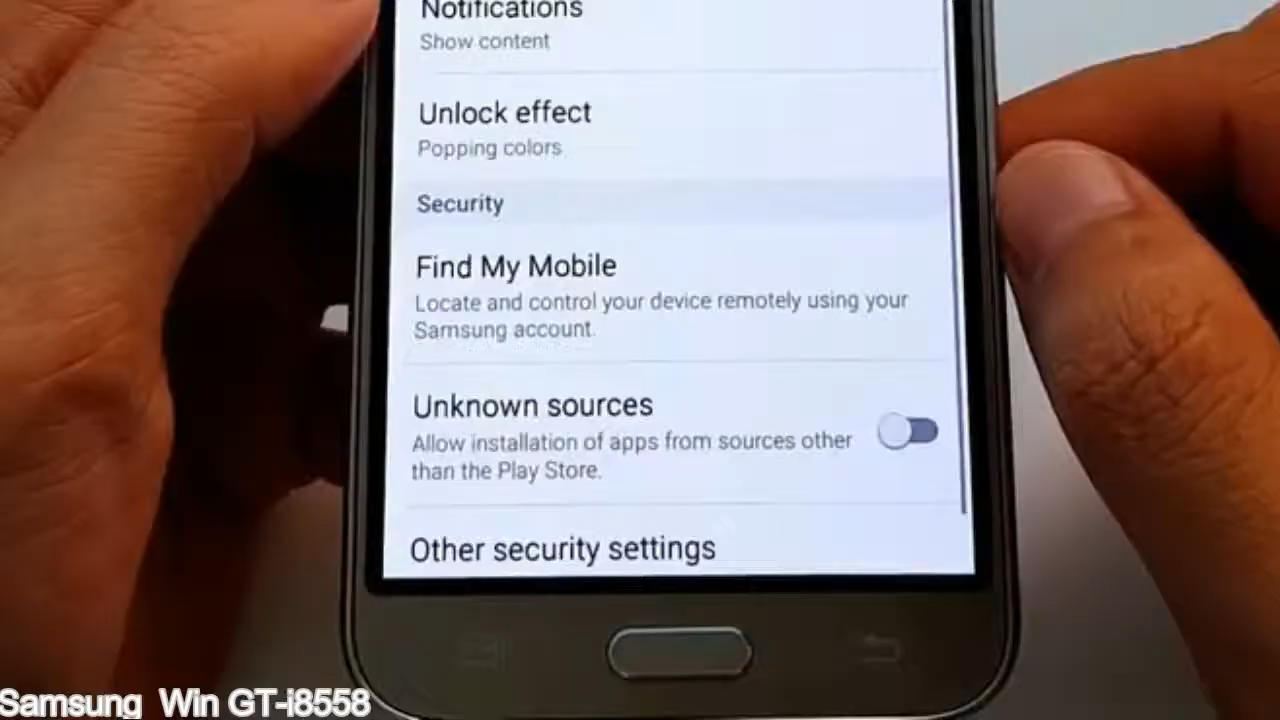 Notifications
Show content
Unlock effect
Popping colors
Security
Find My Mobile
Locate and control your device remotely using your
Samsung account.
Unknown sources
Allow installation of apps from sources other
than the Play Store.
Other security settings
Samsung Win GT-i8558